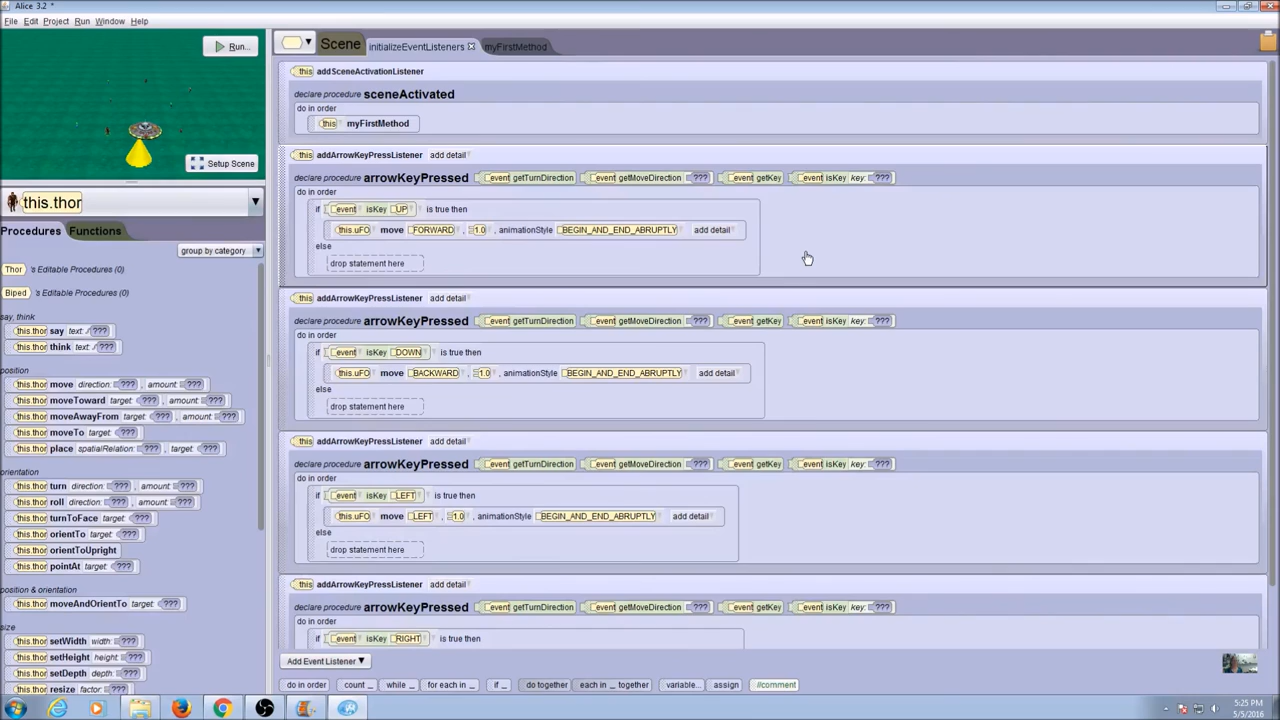 Alice 3.2 *
File Edit Project Run Window Help
Run...
Setup Scene
this.thor
Procedures Functions
group by category
Thor 's Editable Procedures (0)
Biped 's Editable Procedures (0)
say, think
this.thor say text: ???
this.thor think ???
position
this.thor move direction: ??? , amount: ???
this.thor moveToward target: ??? , amount: ???
this.thor moveAwayFrom target: ??? , amount: ???
this.thor moveTo target: ???
this.thor place spatialRelation: ??? , target: ???
orientation
this.thor turn direction: ??? , amount: ???
this.thor roll direction: ??? , amount: ???
this.thor turnToFace target: ???
this.thor orientTo target: ???
this.thor orientToUpright
this.thor pointAt target: ???
position & orientation
this.thor moveAndOrientTo target: ???
size
this.thor setWidth width: ???
this.thor setHeight height: ???
this.thor setDepth depth: ???
this.thor resize factor: ???
Scene initializeEventListeners myFirstMethod
this addSceneActivationListener
declare procedure sceneActivated
do in order
this myFirstMethod
this addArrowKeyPressListener add detail
declare procedure arrowKeyPressed event getTurnDirection event getMoveDirection ??? event getKey event isKey key: ???
do in order
if event isKey UP is true then
this.uFO move FORWARD , 1.0 , animationStyle BEGIN_AND_END_ABRUPTLY add detail
else
drop statement here
this addArrowKeyPressListener add detail
declare procedure arrowKeyPressed event getTurnDirection event getMoveDirection ??? event getKey event isKey key: ???
do in order
if event isKey DOWN is true then
this.uFO move BACKWARD , 1.0 , animationStyle BEGIN_AND_END_ABRUPTLY add detail
else
drop statement here
this addArrowKeyPressListener add detail
declare procedure arrowKeyPressed event getTurnDirection event getMoveDirection ??? event getKey event isKey key: ???
do in order
if event isKey LEFT is true then
this.uFO move LEFT , 1.0 , animationStyle BEGIN_AND_END_ABRUPTLY add detail
else
drop statement here
this addArrowKeyPressListener add detail
declare procedure arrowKeyPressed event getTurnDirection event getMoveDirection ??? event getKey event isKey key: ???
do in order
if event isKey RIGHT is true then
Add Event Listener
do in order count _ while _ for each in _ if _ do together each in _ together variable... assign //comment
5:25 PM
5/5/2016